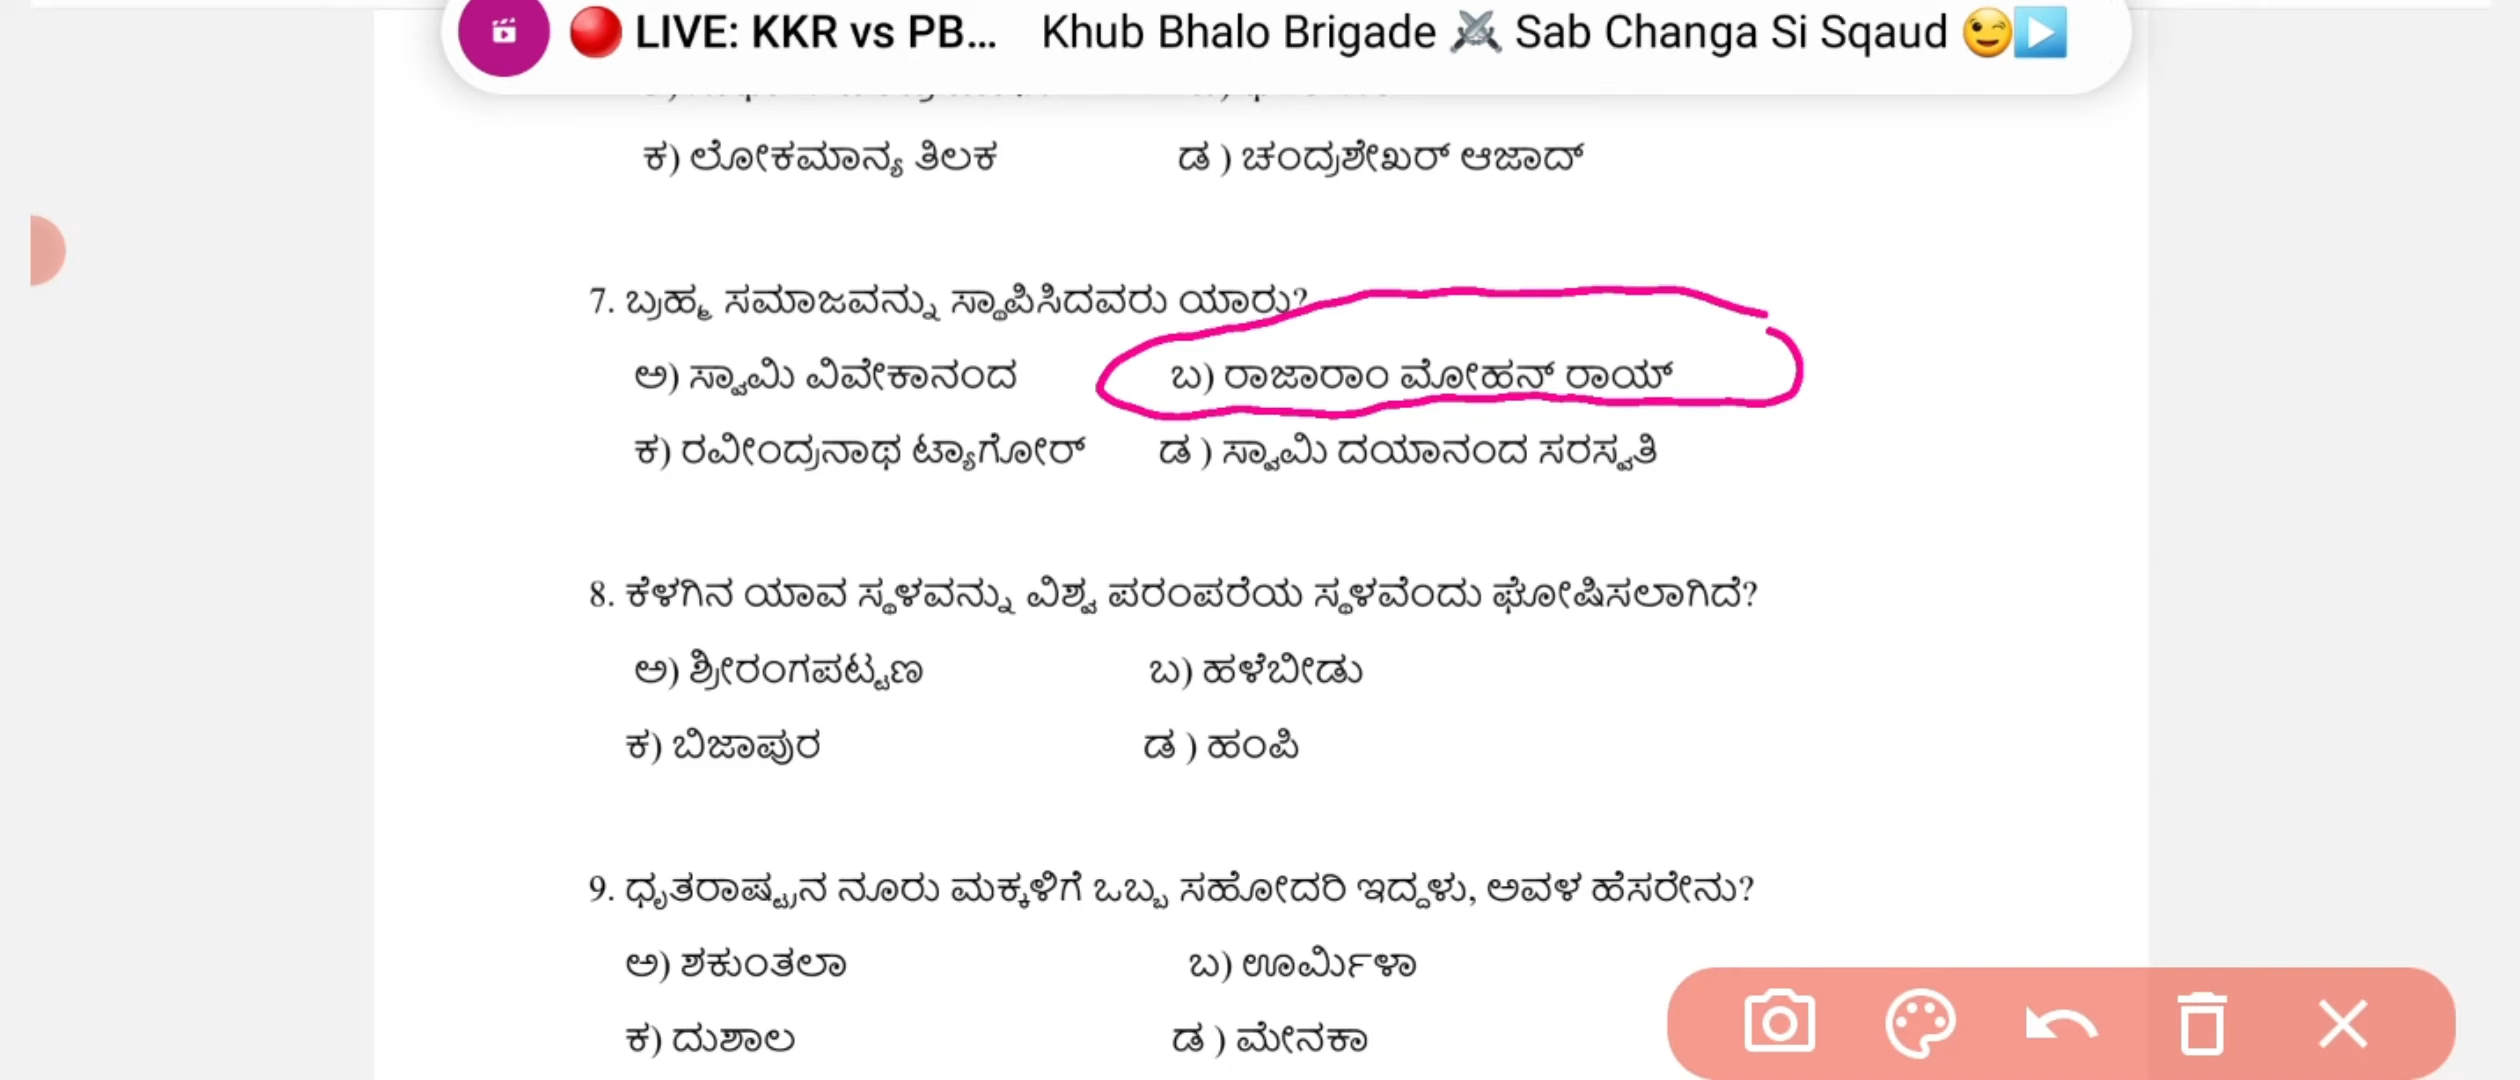 LIVE: KKR vs PB... Khub Bhalo Brigade Sab Changa Si Sqaud
ಕ) ಲೋಕಮಾನ್ಯ ತಿಲಕ ಡ ) ಚಂದ್ರಶೇಖರ್ ಆಜಾದ್
7. ಬ್ರಹ್ಮ ಸಮಾಜವನ್ನು ಸ್ಥಾಪಿಸಿದವರು ಯಾರು?
ಅ) ಸ್ವಾಮಿ ವಿವೇಕಾನಂದ ಬ) ರಾಜಾರಾಂ ಮೋಹನ್ ರಾಯ್
ಕ) ರವೀಂದ್ರನಾಥ ಟ್ಯಾಗೋರ್ ಡ ) ಸ್ವಾಮಿ ದಯಾನಂದ ಸರಸ್ವತಿ
8. ಕೆಳಗಿನ ಯಾವ ಸ್ಥಳವನ್ನು ವಿಶ್ವ ಪರಂಪರೆಯ ಸ್ಥಳವೆಂದು ಘೋಷಿಸಲಾಗಿದೆ?
ಅ) ಶ್ರೀರಂಗಪಟ್ಟಣ ಬ) ಹಳೆಬೀಡು
ಕ) ಬಿಜಾಪುರ ಡ ) ಹಂಪಿ
9. ಧೃತರಾಷ್ಟ್ರನ ನೂರು ಮಕ್ಕಳಿಗೆ ಒಬ್ಬ ಸಹೋದರಿ ಇದ್ದಳು, ಅವಳ ಹೆಸರೇನು?
ಅ) ಶಕುಂತಲಾ ಬ) ಊರ್ಮಿಳಾ
ಕ) ದುಶಾಲ ಡ ) ಮೇನಕಾ